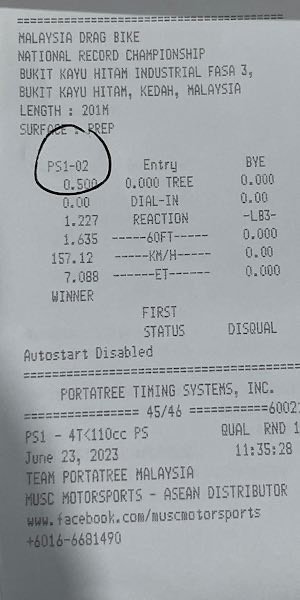 ==============================
MALAYSIA DRAG BIKE
NATIONAL RECORD CHAMPIONSHIP
BUKIT KAYU HITAM INDUSTRIAL FASA 3,
BUKIT KAYU HITAM, KEDAH, MALAYSIA
LENGTH : 201M
SURFACE : PREP
PS1-02 Entry BYE
0.500 0.000 TREE 0.000
0.00 DIAL-IN 0.00
1.227 REACTION -LB3-
1.635 -----60FT----- 0.000
157.12 -----KM/H----- 0.00
7.088 ------ET------ 0.000
WINNER
FIRST
STATUS DISQUAL
Autostart Disabled
==============================
PORTATREE TIMING SYSTEMS, INC.
================ 45/46 ===========6002
PS1 - 4T<110cc PS QUAL RND 1
June 23, 2023 11:35:28
TEAM PORTATREE MALAYSIA
MUSC MOTORSPORTS - ASEAN DISTRIBUTOR
www.facebook.com/muscmotorsports
+6016-6681490